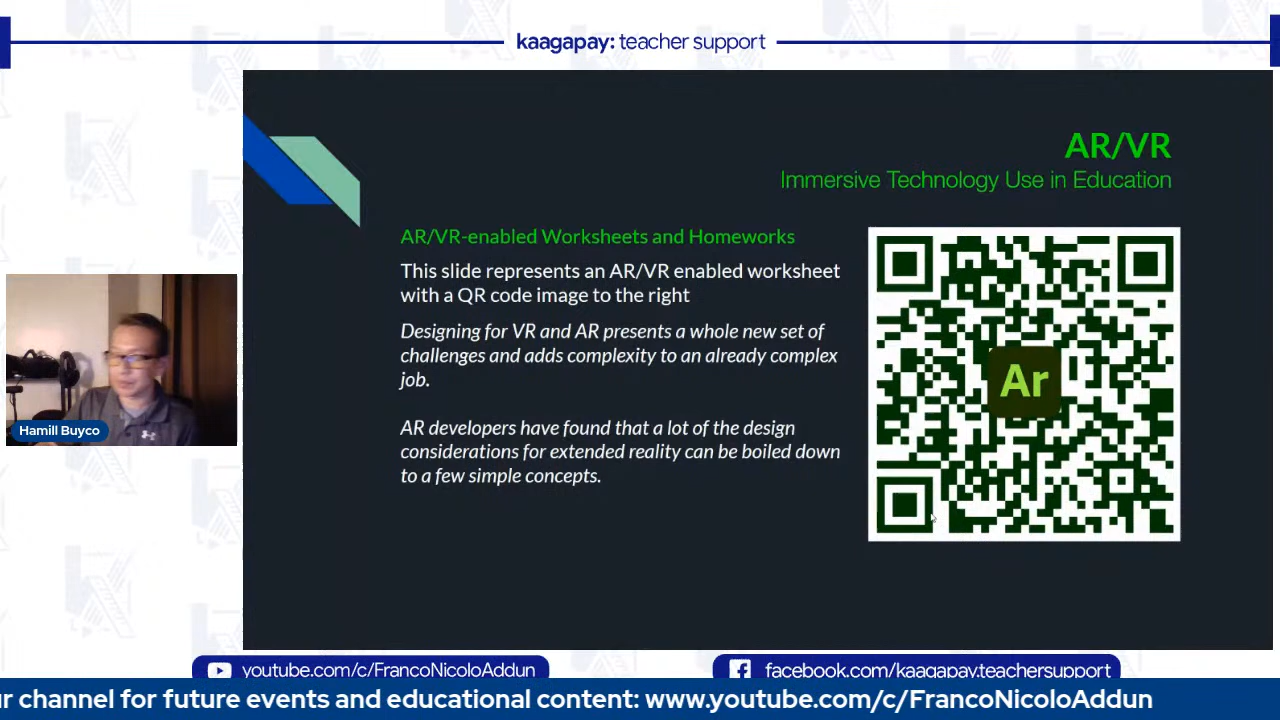 kaagapay: teacher support
AR/VR
Immersive Technology Use in Education
AR/VR-enabled Worksheets and Homeworks
This slide represents an AR/VR enabled worksheet
with a QR code image to the right
Designing for VR and AR presents a whole new set of
challenges and adds complexity to an already complex
job.
AR developers have found that a lot of the design
considerations for extended reality can be boiled down
to a few simple concepts.
Ar
Hamill Buyco
youtube.com/c/FrancoNicoloAddun
facebook.com/kaagapay.teachersupport
channel for future events and educational content: www.youtube.com/c/FrancoNicoloAddun